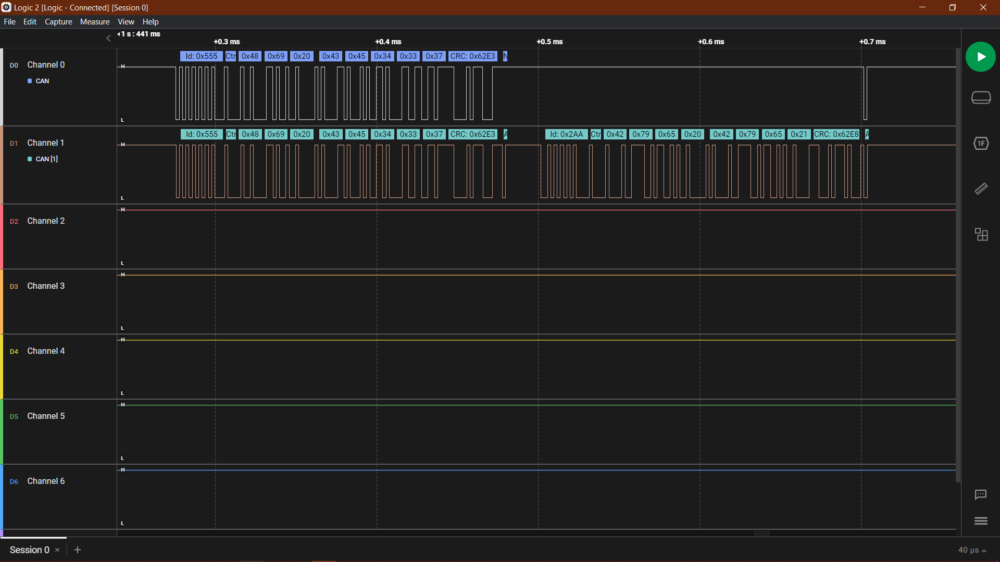 Logic 2 [Logic - Connected] [Session 0]
File Edit Capture Measure View Help
1 s : 441 ms
+0.3 ms +0.4 ms +0.5 ms +0.6 ms +0.7 ms
Id: 0x555 Ctr 0x48 0x69 0x20 0x43 0x45 0x34 0x33 0x37 CRC: 0x62E3 N
D0 Channel 0
H
CAN
L
Id: 0x555 Ctr 0x48 0x69 0x20 0x43 0x45 0x34 0x33 0x37 CRC: 0x62E3 A Id: 0x2AA Ctr 0x42 0x79 0x65 0x20 0x42 0x79 0x65 0x21 CRC: 0x62E8 A
D1 Channel 1
H
1F
CAN [1]
L
H
D2 Channel 2
L
H
D3 Channel 3
L
H
D4 Channel 4
L
H
D5 Channel 5
L
H
D6 Channel 6
L
Session 0
40 μs